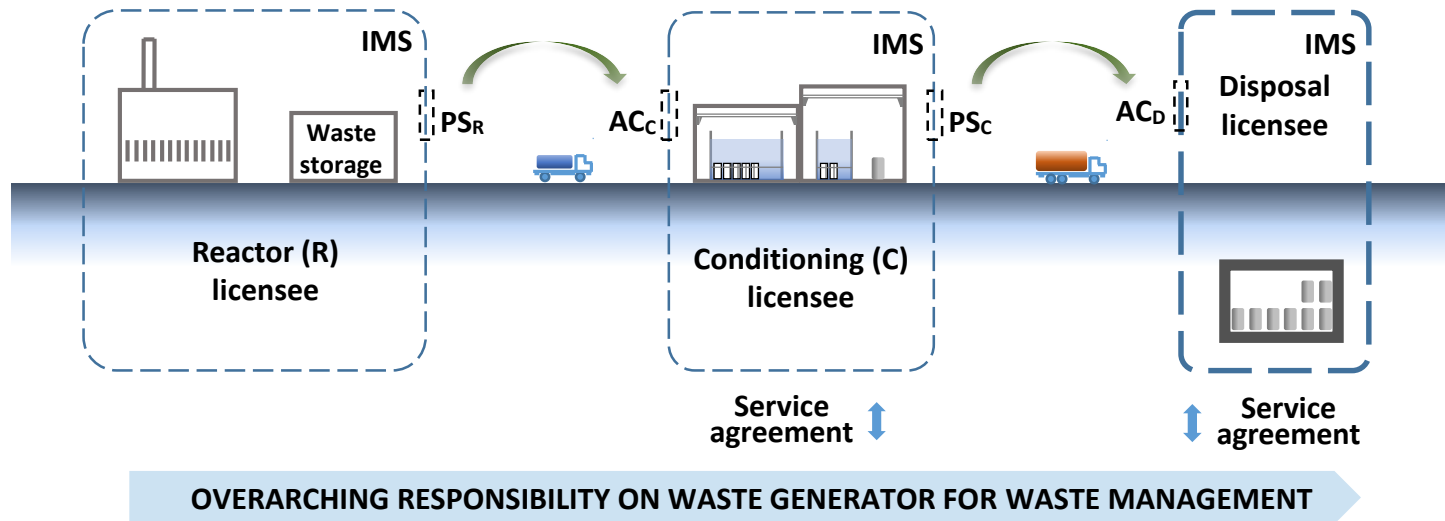 IMS
IMS
IMS
Disposal
licensee
PSR
ACC
PSC
ACD
Waste
storage
Reactor (R)
licensee
Conditioning (C)
licensee
Service
agreement
Service
agreement
OVERARCHING RESPONSIBILITY ON WASTE GENERATOR FOR WASTE MANAGEMENT